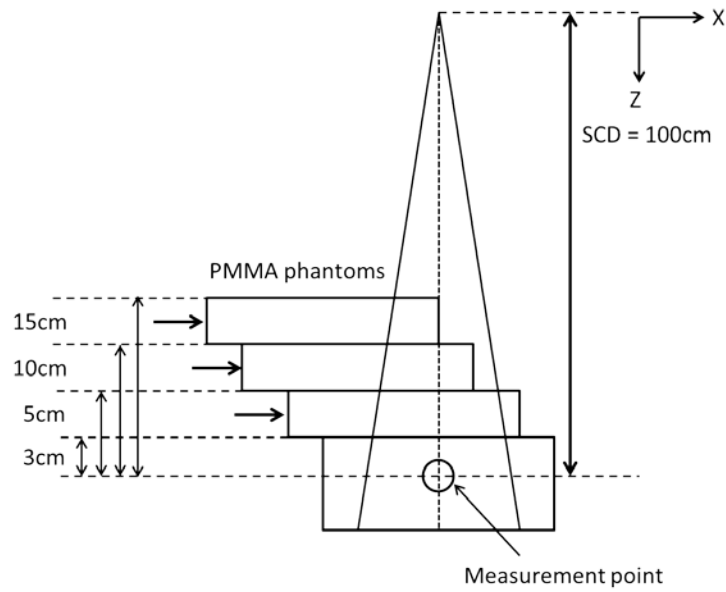 X
Z
SCD = 100cm
PMMA phantoms
15cm
10cm
5cm
3cm
Measurement point